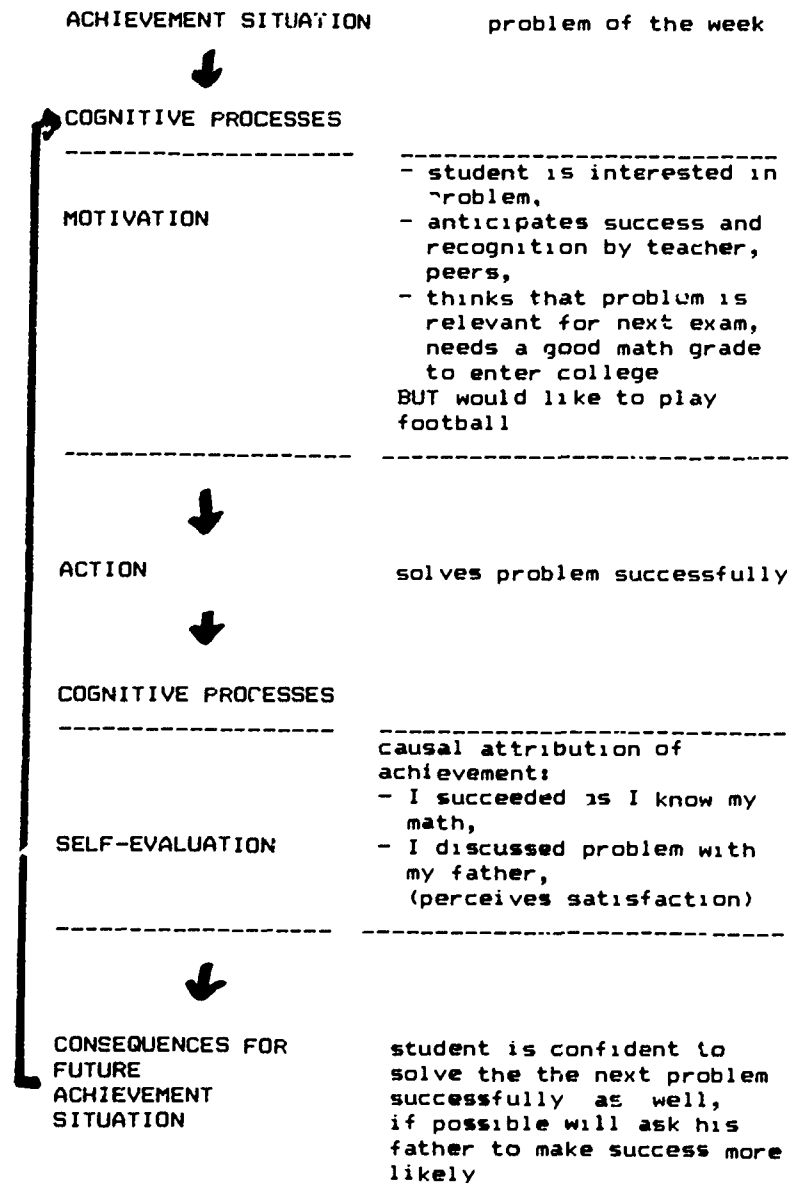 ACHIEVEMENT SITUATION problem of the week
COGNITIVE PROCESSES
- student is interested in
MOTIVATION
problem,
- anticipates success and
recognition by teacher,
peers,
- thinks that problem is
relevant for next exam,
needs a good math grade
to enter college
BUT would like to play
football
ACTION solves problem successfully
COGNITIVE PROCESSES
causal attribution of
achievement:
- I succeeded as I know my
math,
SELF-EVALUATION - I discussed problem with
my father,
(perceives satisfaction)
CONSEQUENCES FOR
FUTURE
ACHIEVEMENT
SITUATION
student is confident to
solve the the next problem
successfully as well,
if possible will ask his
father to make success more
likely